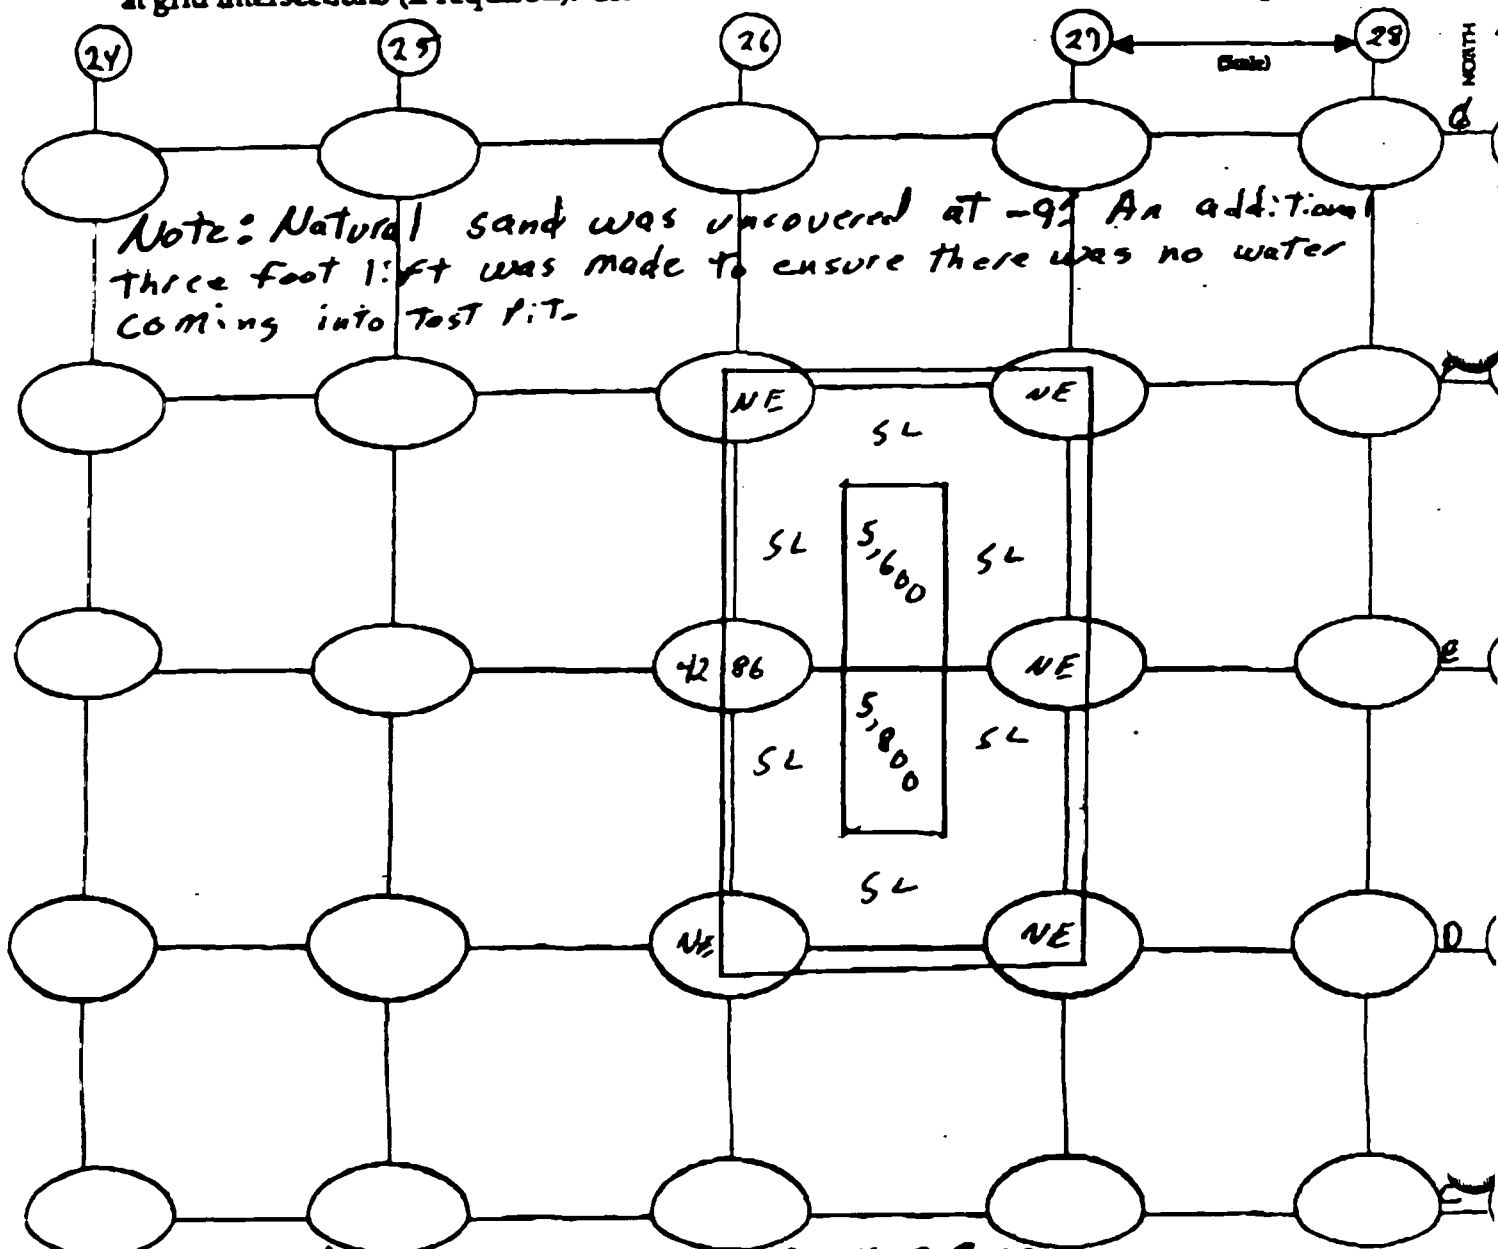 24 25 26 27 28
(Scale)
NORTH
Note: Natural sand was uncovered at -9' An additional
three foot lift was made to ensure there was no water
coming into Test Pit.
NE NE
SL
SL 5,600 SL
42 86 NE
SL 5,800 SL
SL
NE NE D